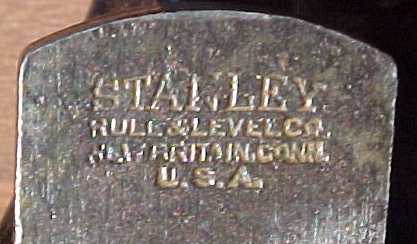 STANLEY.
RULE & LEVEL CO.
NEW BRITAIN, CONN.
U.S.A.